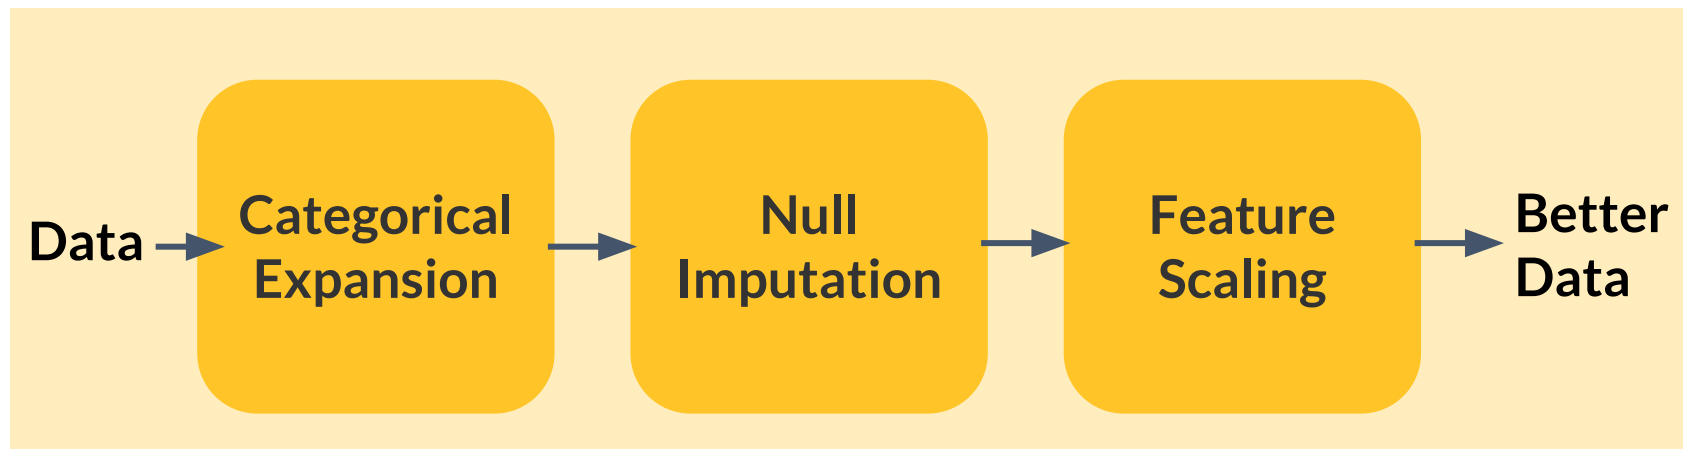 Data
Categorical
Expansion
Null
Imputation
Feature
Scaling
Better
Data